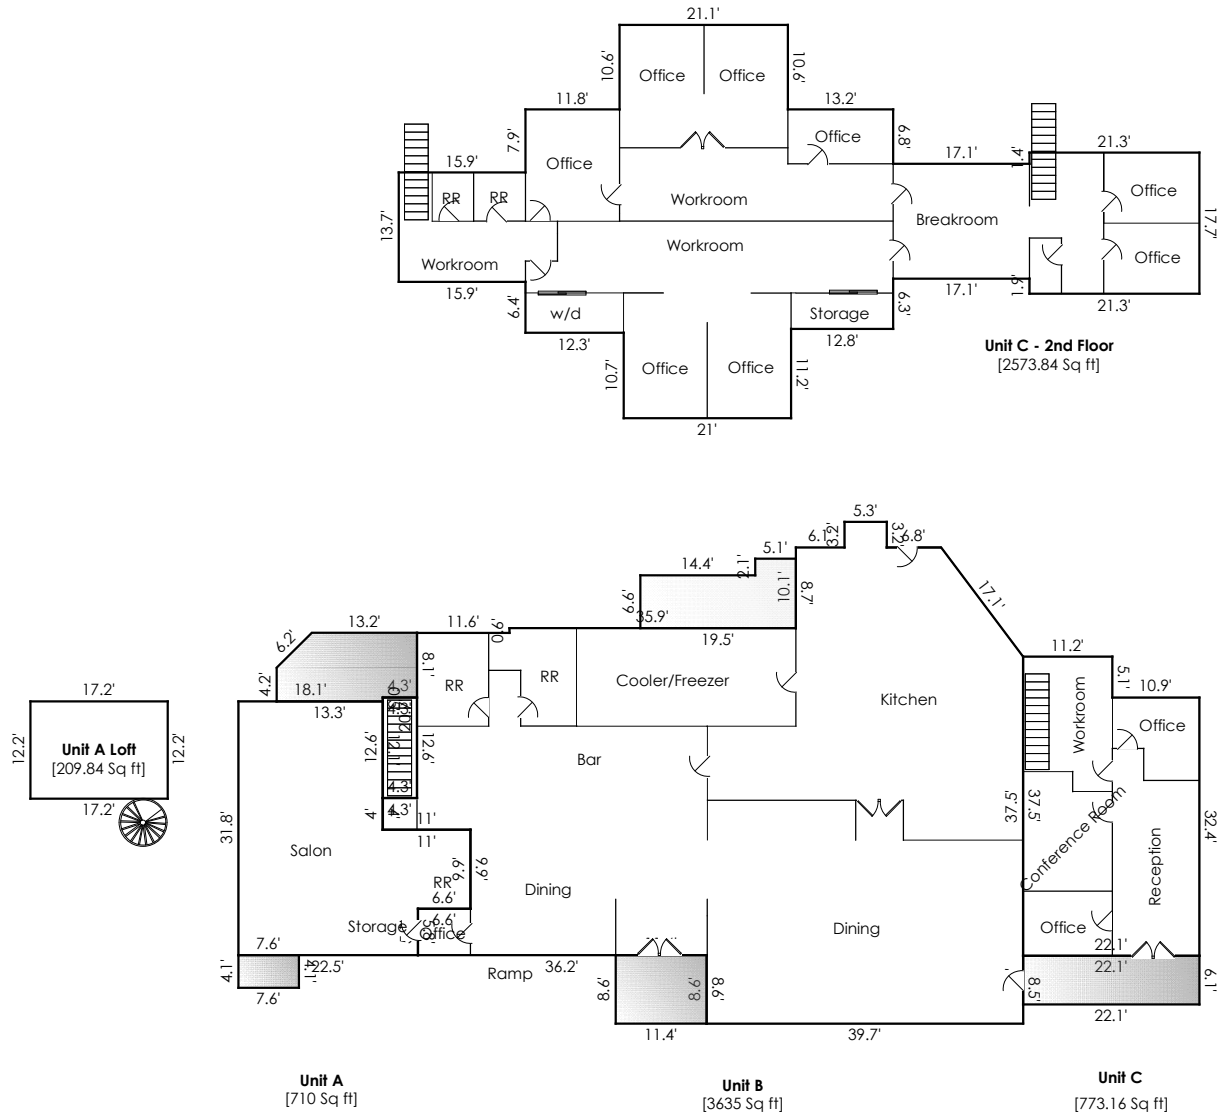 21.1'
10.9'
Office
Office
10.6'
11.8'
13.2'
7.9'
Office
6.8'
15.9'
Office
17.1'
1.4'
21.3'
RR
RR
Workroom
Office
13.7'
Breakroom
17.7'
Workroom
Workroom
Office
15.9'
6.4'
w/d
Storage
6.3'
17.1'
1.9'
21.3'
12.3'
12.8'
Unit C - 2nd Floor
[2573.84 Sq ft]
10.7'
Office
Office
11.2'
21'
5.3'
6.1'
3.2'
3.2'
6.8'
5.1'
2.1'
14.4'
10.1'
8.7'
17.1'
6.6'
35.9'
19.5'
13.2'
11.6'
0.6'
6.2'
8.1'
11.2'
4.2'
RR
RR
Cooler/Freezer
5.1'
10.9'
17.2'
18.1'
4.3'
13.3'
Kitchen
Workroom
Office
12.2'
Unit A Loft
[209.84 Sq ft]
12.2'
12.6'
12.1'
12.6'
Bar
17.2'
4.3'
4.3'
4'
11'
11'
31.8'
37.5'
37.5'
Conference Room
32.4'
Salon
RR
6.6'
9.9'
Dining
Reception
6.6'
6.6'
Storage
Office
5.8'
Dining
Office
7.6'
22.5'
36.2'
22.1'
4.1'
4.1'
Ramp
22.1'
7.6'
8.6'
8.6'
8.6'
8.5'
6.1'
11.4'
39.7'
22.1'
Unit A
[710 Sq ft]
Unit B
[3635 Sq ft]
Unit C
[773.16 Sq ft]